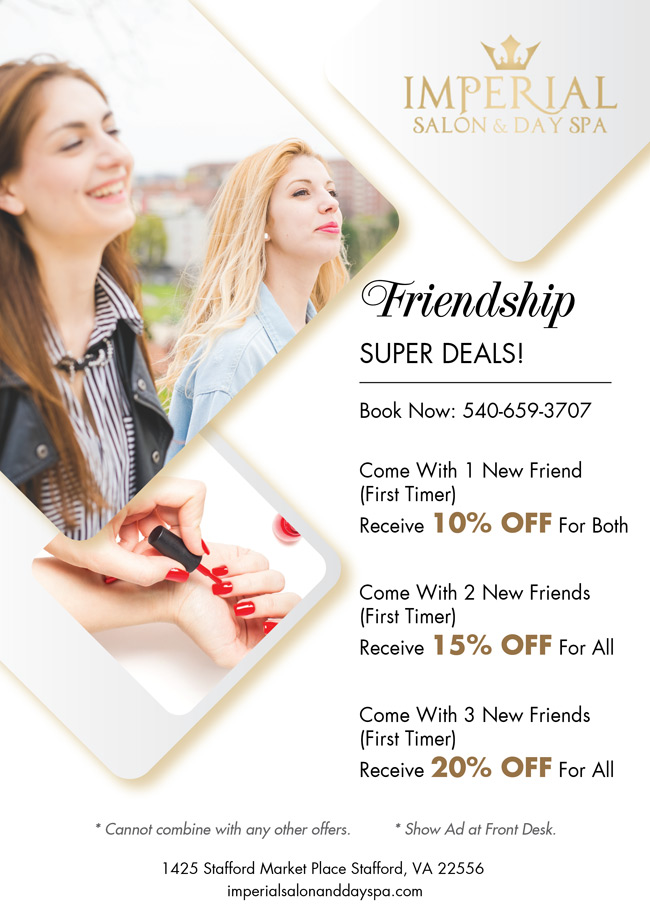 IMPERIAL
SALON & DAY SPA
Friendship
SUPER DEALS!
Book Now: 540-659-3707
Come With 1 New Friend
(First Timer)
Receive 10% OFF For Both
Come With 2 New Friends
(First Timer)
Receive 15% OFF For All
Come With 3 New Friends
(First Timer)
Receive 20% OFF For All
* Cannot combine with any other offers. * Show Ad at Front Desk.
1425 Stafford Market Place Stafford, VA 22556
imperialsalonanddayspa.com